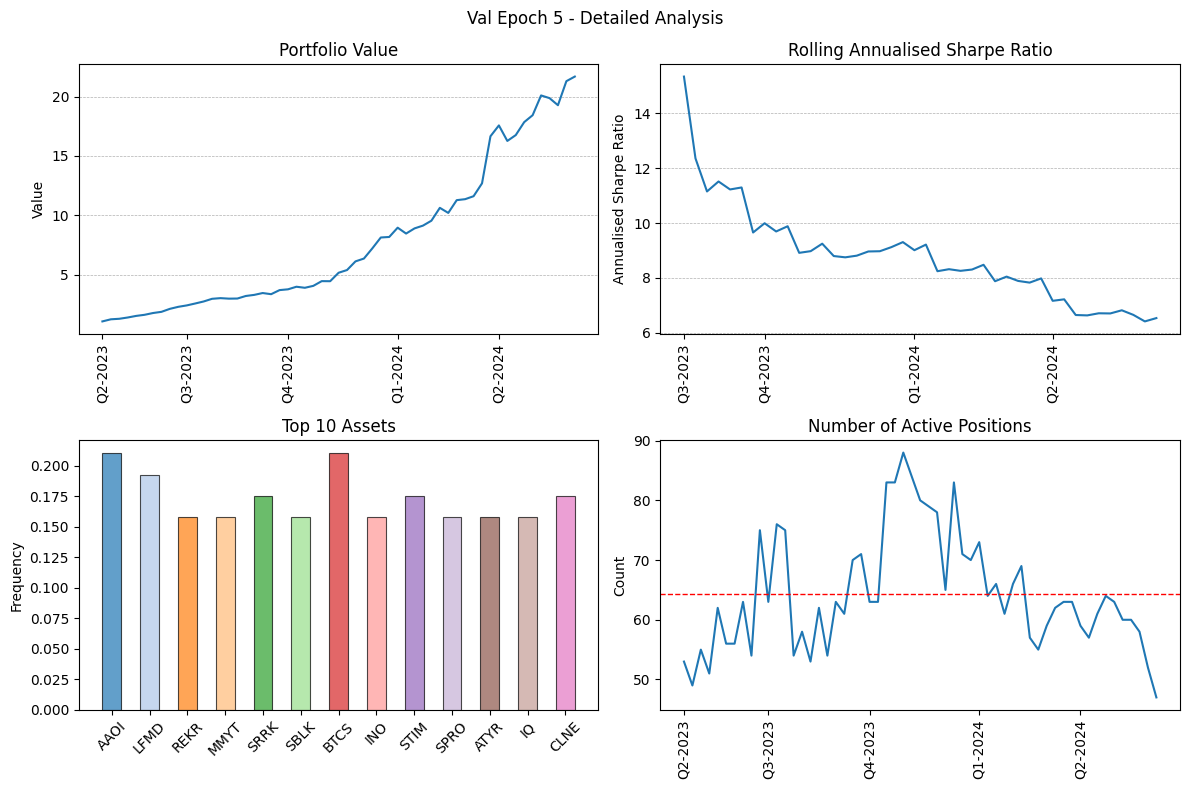 Val Epoch 5 - Detailed Analysis
Portfolio Value
Value
20
15
10
5
Q2-2023
Q3-2023
Q4-2023
Q1-2024
Q2-2024
Rolling Annualised Sharpe Ratio
Annualised Sharpe Ratio
14
12
10
8
6
Q3-2023
Q4-2023
Q1-2024
Q2-2024
Top 10 Assets
Frequency
0.200
0.175
0.150
0.125
0.100
0.075
0.050
0.025
0.000
AAOI
LFMD
REKR
MMYT
SRRK
SBLK
BTCS
INO
STIM
SPRO
ATYR
IQ
CLNE
Number of Active Positions
Count
90
80
70
60
50
Q2-2023
Q3-2023
Q4-2023
Q1-2024
Q2-2024